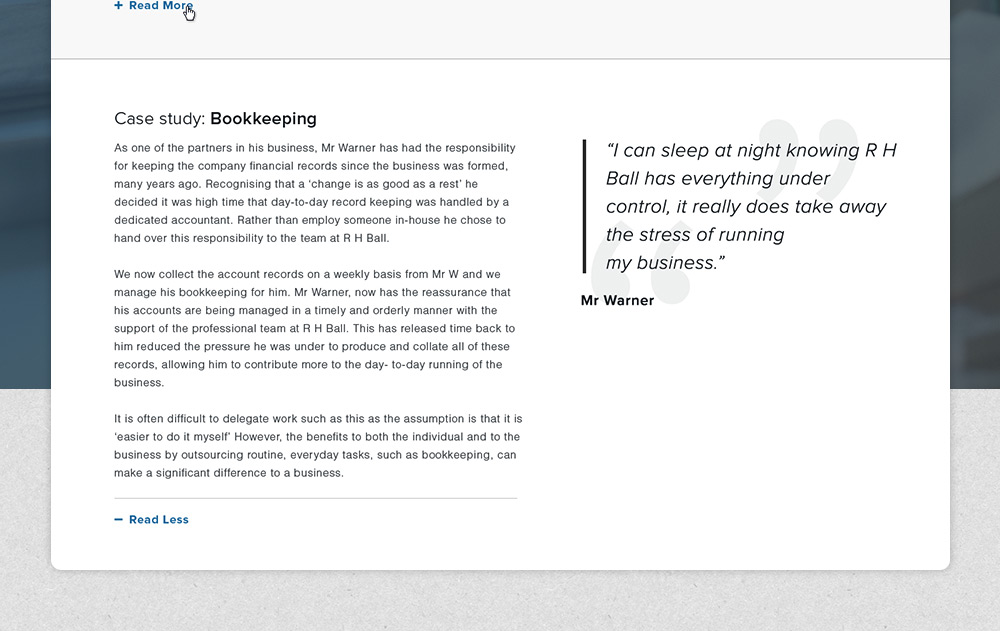 + Read More
Case study: Bookkeeping
As one of the partners in his business, Mr Warner has had the responsibility
for keeping the company financial records since the business was formed,
many years ago. Recognising that a ‘change is as good as a rest’ he
decided it was high time that day-to-day record keeping was handled by a
dedicated accountant. Rather than employ someone in-house he chose to
hand over this responsibility to the team at R H Ball.
We now collect the account records on a weekly basis from Mr W and we
manage his bookkeeping for him. Mr Warner, now has the reassurance that
his accounts are being managed in a timely and orderly manner with the
support of the professional team at R H Ball. This has released time back to
him reduced the pressure he was under to produce and collate all of these
records, allowing him to contribute more to the day- to-day running of the
business.
It is often difficult to delegate work such as this as the assumption is that it is
‘easier to do it myself’ However, the benefits to both the individual and to the
business by outsourcing routine, everyday tasks, such as bookkeeping, can
make a significant difference to a business.
− Read Less
“I can sleep at night knowing R H
Ball has everything under
control, it really does take away
the stress of running
my business.”
Mr Warner